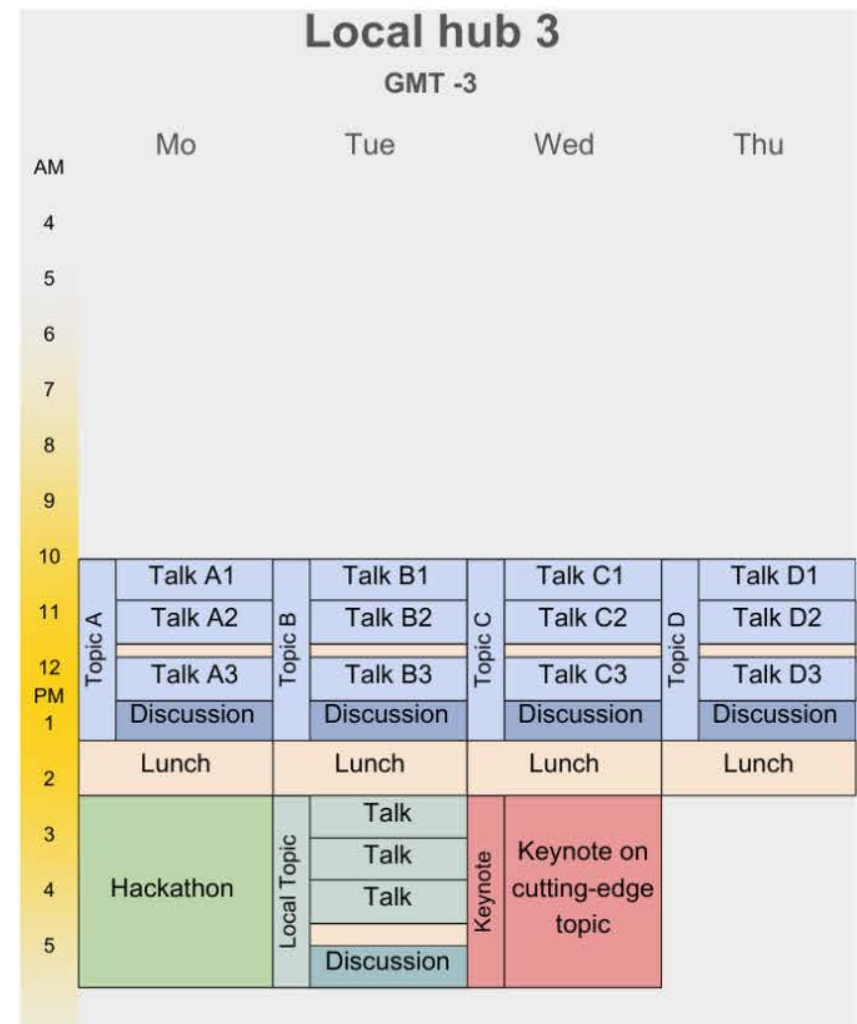 Local hub 3
GMT -3
Mo Tue Wed Thu
AM
4
5
6
7
8
9
10
11
12
PM
1
2
3
4
5
Topic A
Talk A1
Talk A2
Talk A3
Discussion
Topic B
Talk B1
Talk B2
Talk B3
Discussion
Topic C
Talk C1
Talk C2
Talk C3
Discussion
Topic D
Talk D1
Talk D2
Talk D3
Discussion
Lunch
Lunch
Lunch
Lunch
Hackathon
Local Topic
Talk
Talk
Talk
Discussion
Keynote
Keynote on
cutting-edge
topic